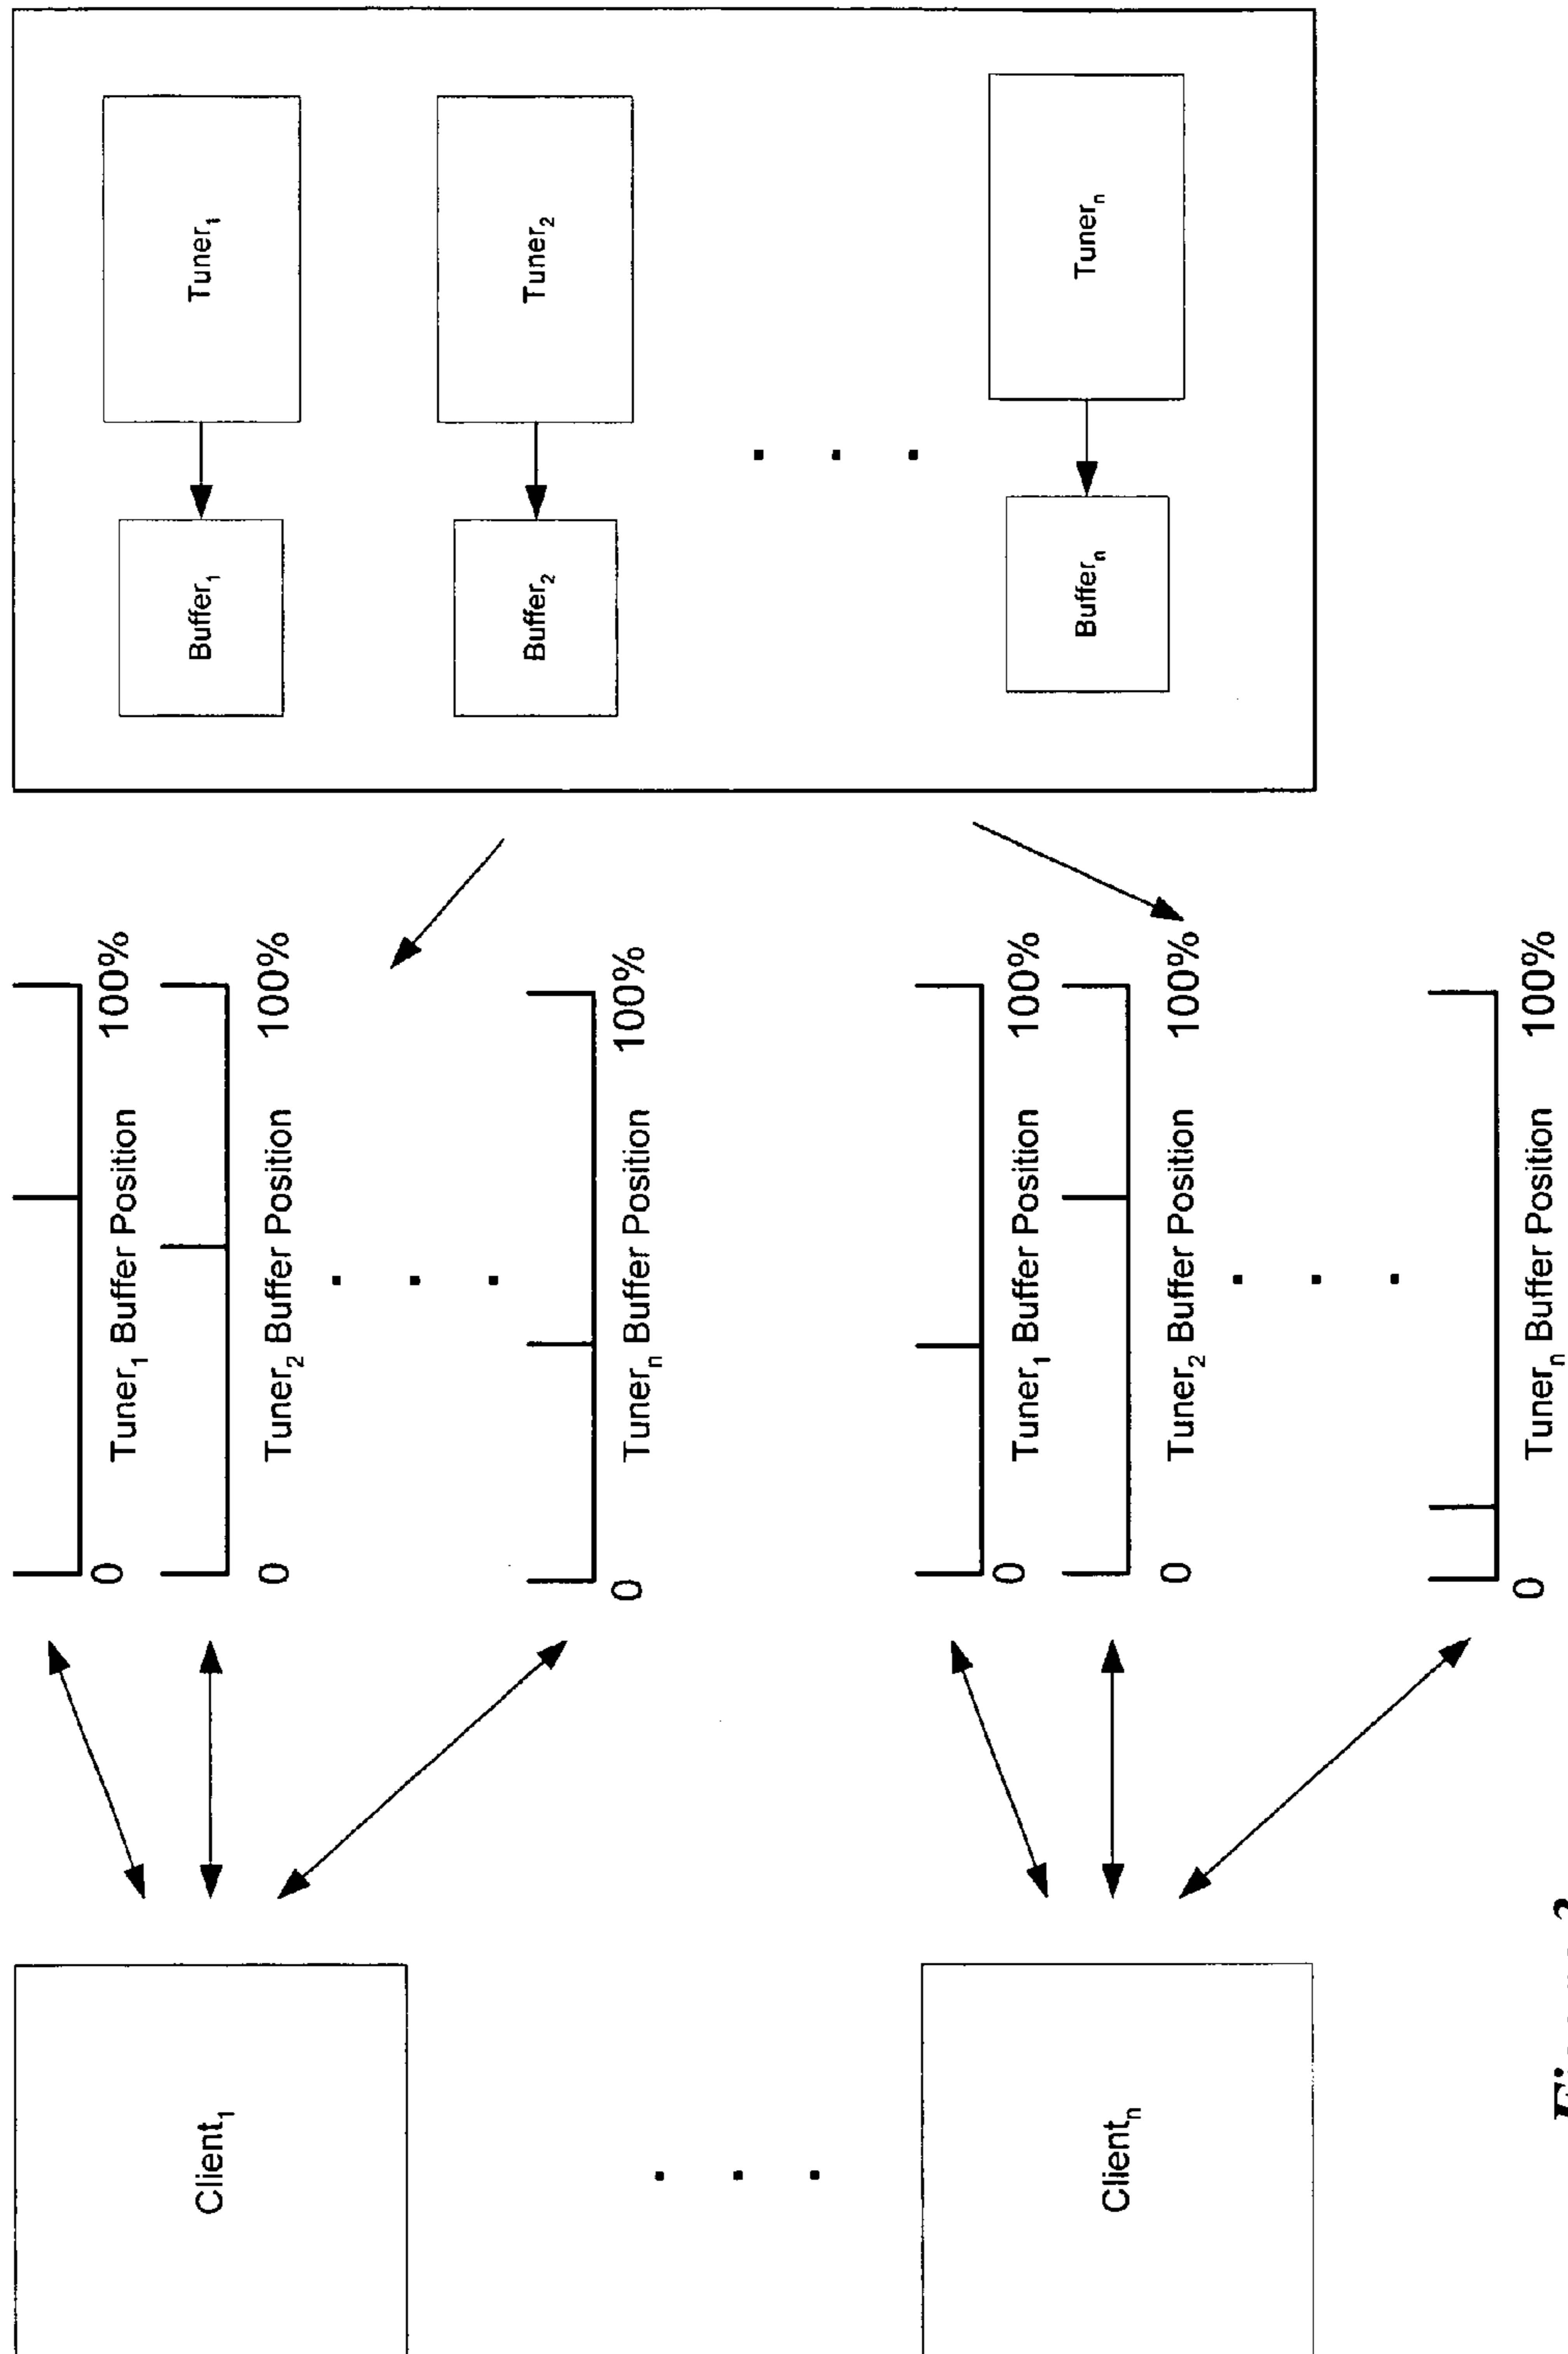 Client₁
0 Tuner₁ Buffer Position 100%
0 Tuner₂ Buffer Position 100%
. . .
0 Tunerₙ Buffer Position 100%
Buffer₁
Tuner₁
Buffer₂
Tuner₂
. . .
Bufferₙ
Tunerₙ
. . .
Clientₙ
0 Tuner₁ Buffer Position 100%
0 Tuner₂ Buffer Position 100%
. . .
0 Tunerₙ Buffer Position 100%